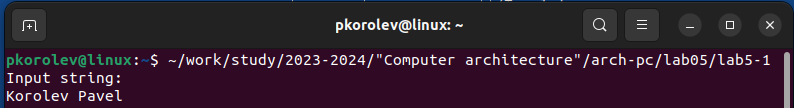 pkorolev@linux: ~
pkorolev@linux:~$ ~/work/study/2023-2024/"Computer architecture"/arch-pc/lab05/lab5-1
Input string:
Korolev Pavel